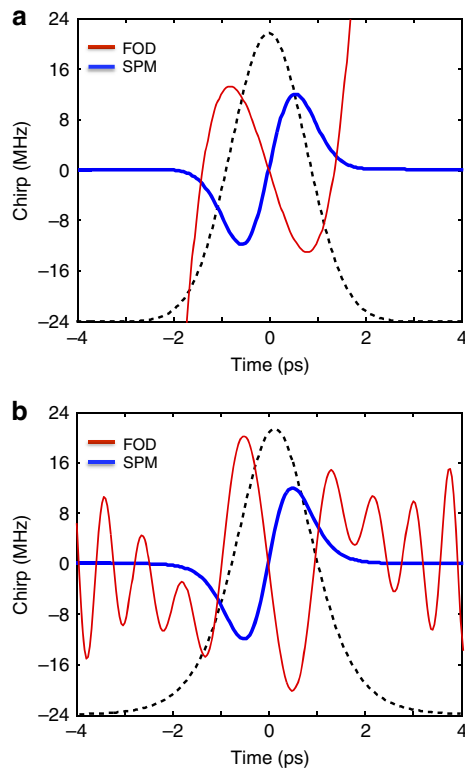 a
24
16
8
0
–8
–16
–24
Chirp (MHz)
FOD
SPM
–4
–2
0
2
4
Time (ps)
b
24
16
8
0
–8
–16
–24
Chirp (MHz)
FOD
SPM
–4
–2
0
2
4
Time (ps)